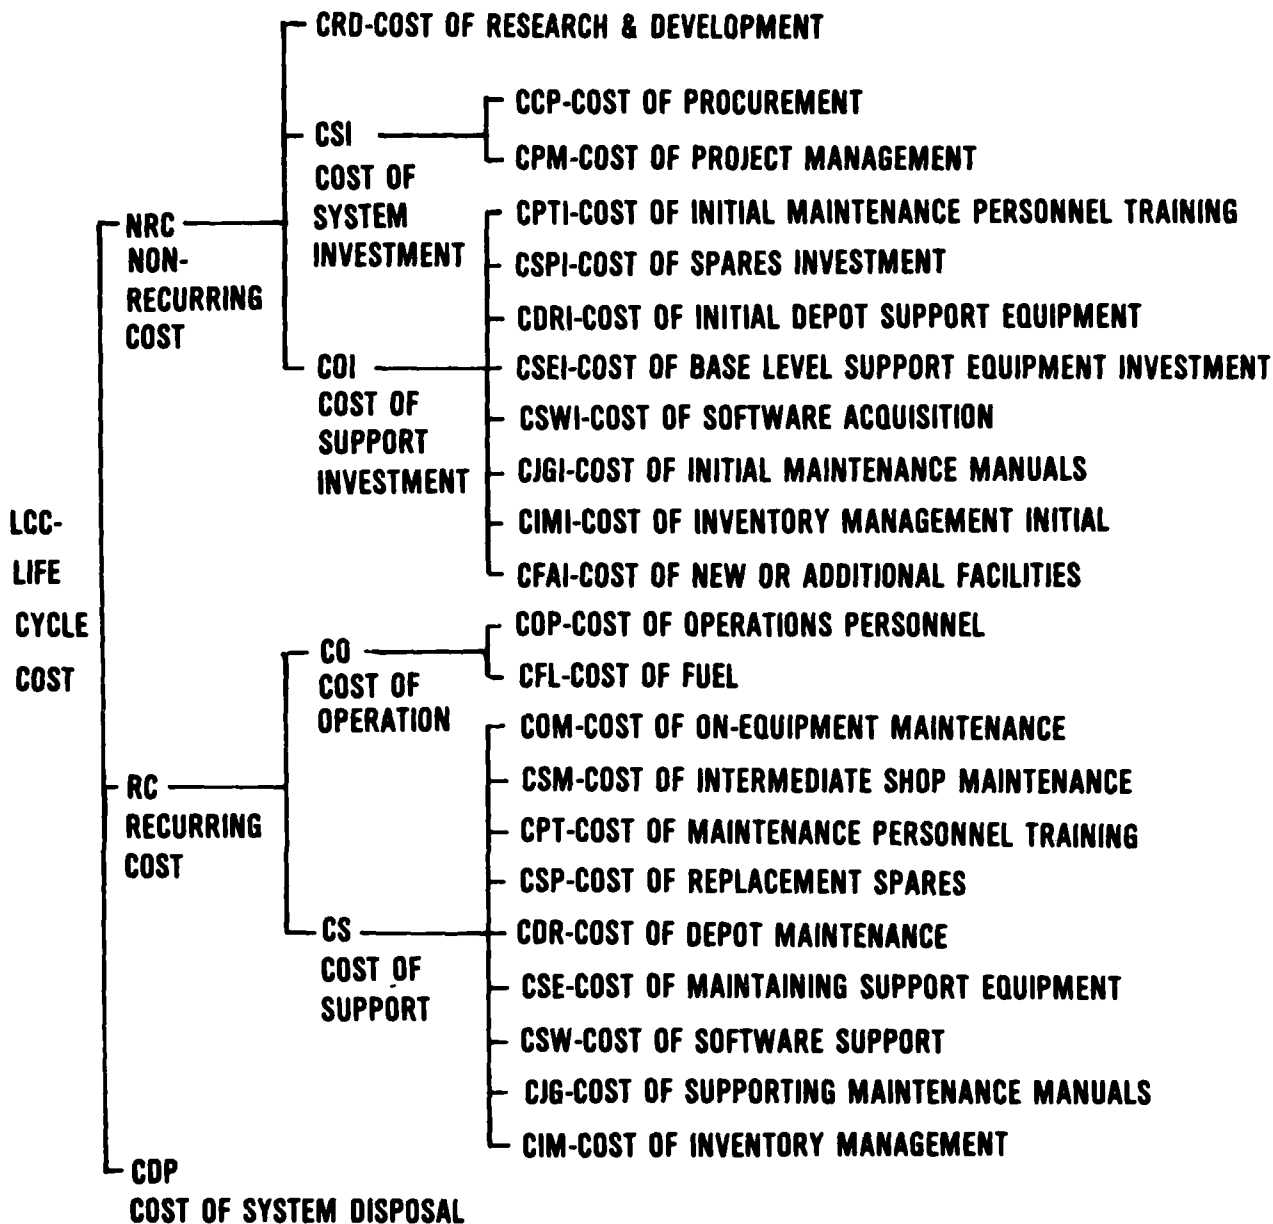 CRD-COST OF RESEARCH & DEVELOPMENT
CCP-COST OF PROCUREMENT
CSI
CPM-COST OF PROJECT MANAGEMENT
COST OF
SYSTEM
INVESTMENT
CPTI-COST OF INITIAL MAINTENANCE PERSONNEL TRAINING
NRC
NON-
RECURRING
COST
CSPI-COST OF SPARES INVESTMENT
CDRI-COST OF INITIAL DEPOT SUPPORT EQUIPMENT
COI
COST OF
SUPPORT
INVESTMENT
CSEI-COST OF BASE LEVEL SUPPORT EQUIPMENT INVESTMENT
CSWI-COST OF SOFTWARE ACQUISITION
CJGI-COST OF INITIAL MAINTENANCE MANUALS
CIMI-COST OF INVENTORY MANAGEMENT INITIAL
CFAI-COST OF NEW OR ADDITIONAL FACILITIES
LCC-
LIFE
CYCLE
COST
COP-COST OF OPERATIONS PERSONNEL
CO
COST OF
OPERATION
CFL-COST OF FUEL
COM-COST OF ON-EQUIPMENT MAINTENANCE
CSM-COST OF INTERMEDIATE SHOP MAINTENANCE
RC
RECURRING
COST
CPT-COST OF MAINTENANCE PERSONNEL TRAINING
CSP-COST OF REPLACEMENT SPARES
CS
COST OF
SUPPORT
CDR-COST OF DEPOT MAINTENANCE
CSE-COST OF MAINTAINING SUPPORT EQUIPMENT
CSW-COST OF SOFTWARE SUPPORT
CJG-COST OF SUPPORTING MAINTENANCE MANUALS
CIM-COST OF INVENTORY MANAGEMENT
CDP
COST OF SYSTEM DISPOSAL